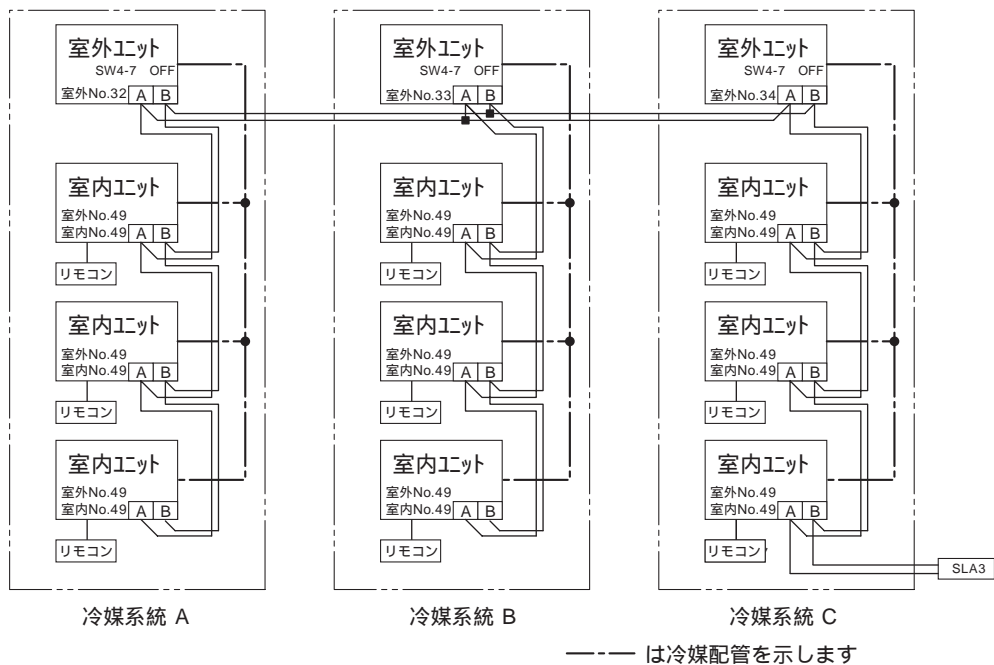 室外ユニット
SW4-7 OFF
室外No.32 A B
室内ユニット
室外No.49
室内No.49 A B
リモコン
室内ユニット
室外No.49
室内No.49 A B
リモコン
室内ユニット
室外No.49
室内No.49 A B
リモコン
冷媒系統 A
室外ユニット
SW4-7 OFF
室外No.33 A B
室内ユニット
室外No.49
室内No.49 A B
リモコン
室内ユニット
室外No.49
室内No.49 A B
リモコン
室内ユニット
室外No.49
室内No.49 A B
リモコン
冷媒系統 B
室外ユニット
SW4-7 OFF
室外No.34 A B
室内ユニット
室外No.49
室内No.49 A B
リモコン
室内ユニット
室外No.49
室内No.49 A B
リモコン
室内ユニット
室外No.49
室内No.49 A B
リモコン
SLA3
冷媒系統 C
は冷媒配管を示します